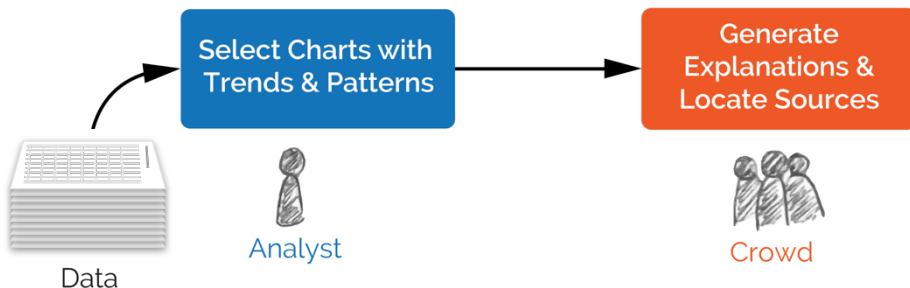 Select Charts with
Trends & Patterns
Generate
Explanations &
Locate Sources
Data
Analyst
Crowd